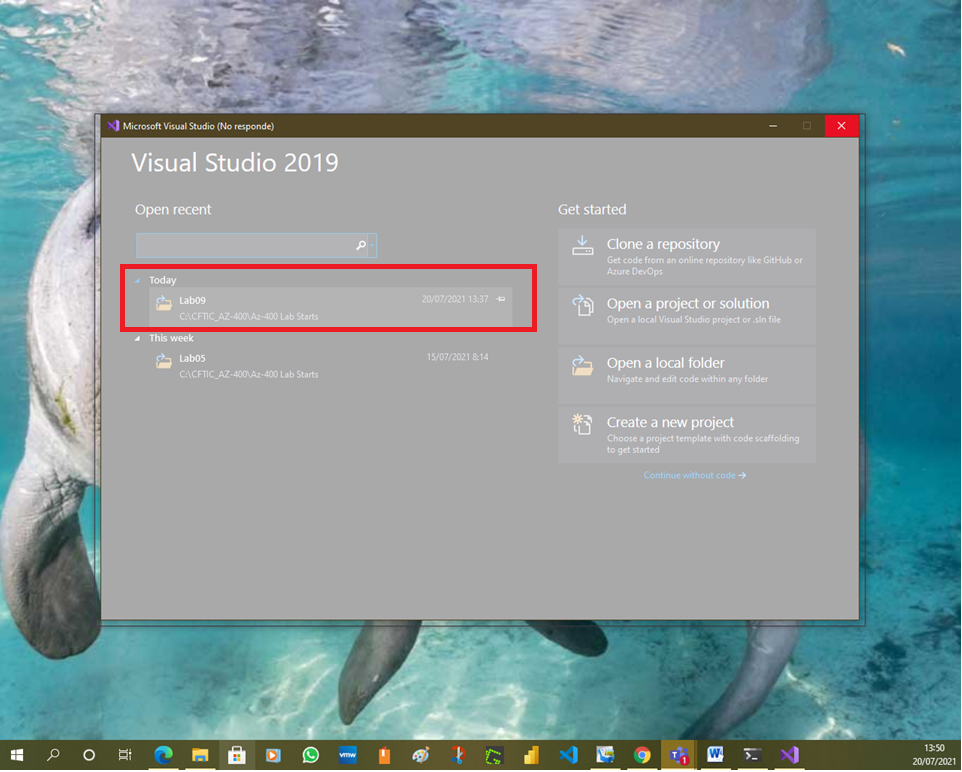 Microsoft Visual Studio (No responde)
Visual Studio 2019
Open recent
Today
Lab09
20/07/2021 13:37
C:\CFTIC_AZ-400\Az-400 Lab Starts
This week
Lab05
15/07/2021 8:14
C:\CFTIC_AZ-400\Az-400 Lab Starts
Get started
Clone a repository
Get code from an online repository like GitHub or
Azure DevOps
Open a project or solution
Open a local Visual Studio project or .sln file
Open a local folder
Navigate and edit code within any folder
Create a new project
Choose a project template with code scaffolding
to get started
Continue without code
vmw
1
W
13:50
20/07/2021